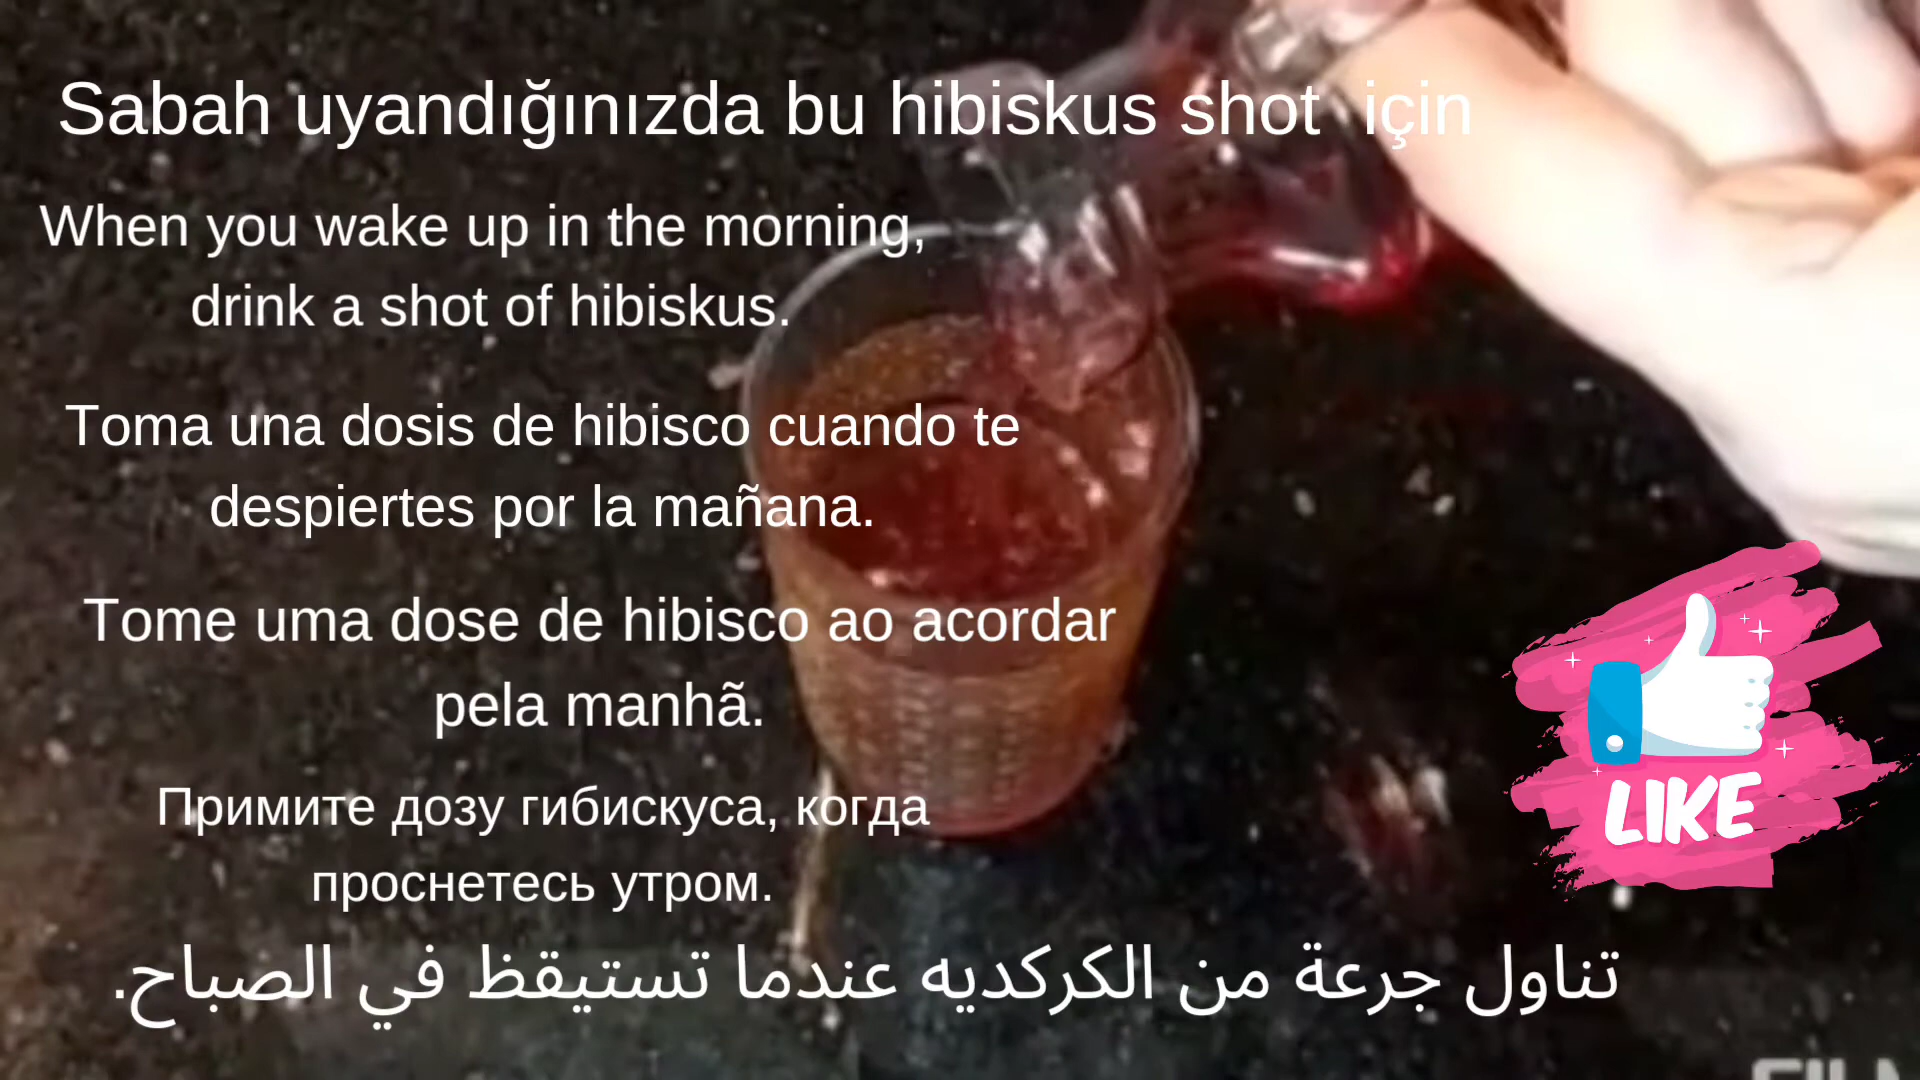 Sabah uyandığınızda bu hibiskus shot için
When you wake up in the morning,
drink a shot of hibiskus.
Toma una dosis de hibisco cuando te
despiertes por la mañana.
Tome uma dose de hibisco ao acordar
pela manhã.
Примите дозу гибискуса, когда
проснетесь утром.
LIKE
تناول جرعة من الكركديه عندما تستيقظ في الصباح.